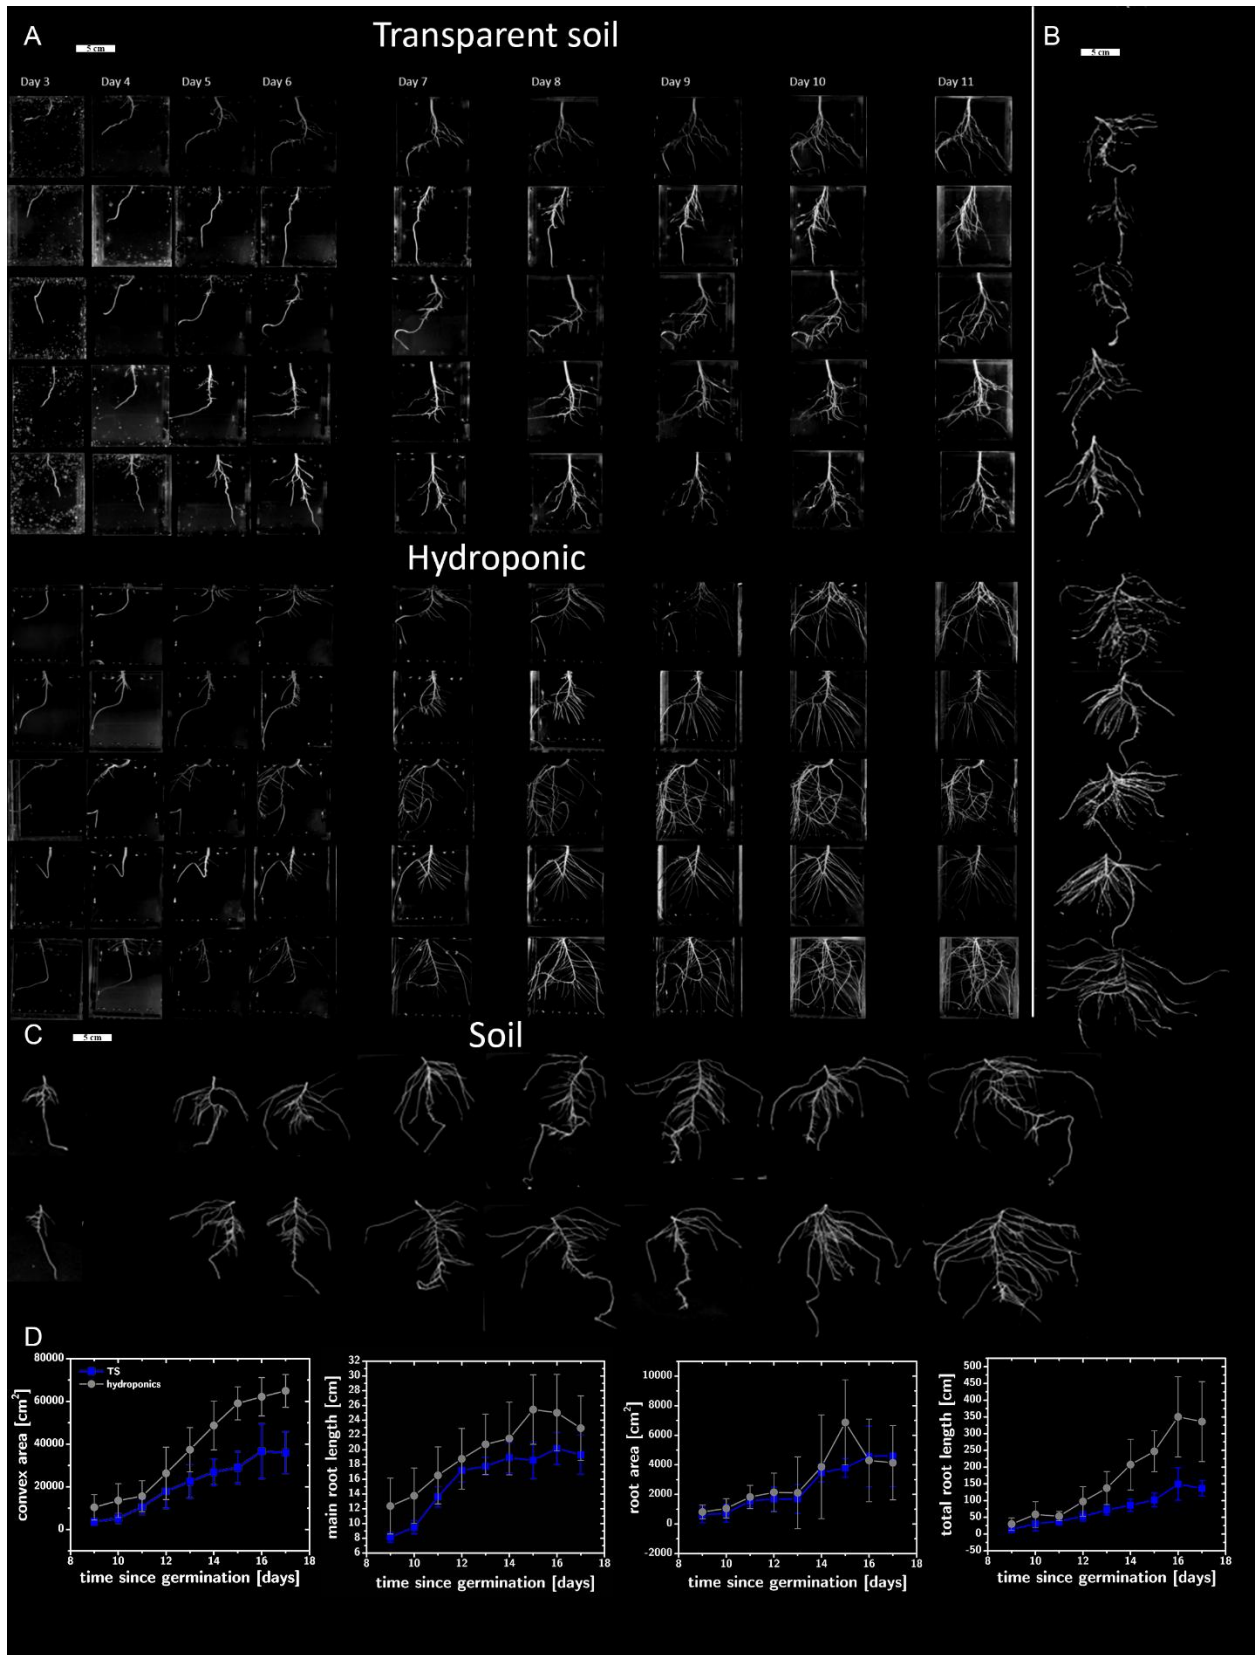 A
5 cm
Transparent soil
B
5 cm
Day 3 Day 4 Day 5 Day 6 Day 7 Day 8 Day 9 Day 10 Day 11
Hydroponic
C
5 cm
Soil
D
80000
60000
40000
20000
0
convex area [cm²]
TS
hydroponics
8 10 12 14 16 18
time since germination [days]
32
30
28
26
24
22
20
18
16
14
12
10
8
6
main root length [cm]
8 10 12 14 16 18
time since germination [days]
10000
8000
6000
4000
2000
0
-2000
root area [cm²]
8 10 12 14 16 18
time since germination [days]
500
450
400
350
300
250
200
150
100
50
0
-50
total root length [cm]
8 10 12 14 16 18
time since germination [days]